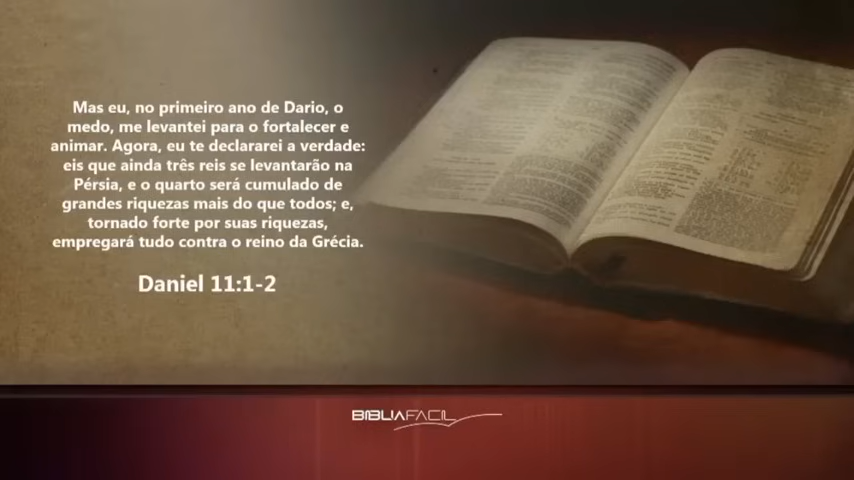 Mas eu, no primeiro ano de Dario, o
medo, me levantei para o fortalecer e
animar. Agora, eu te declararei a verdade:
eis que ainda três reis se levantarão na
Pérsia, e o quarto será cumulado de
grandes riquezas mais do que todos; e,
tornado forte por suas riquezas,
empregará tudo contra o reino da Grécia.
Daniel 11:1-2
BÍBLIAFACIL